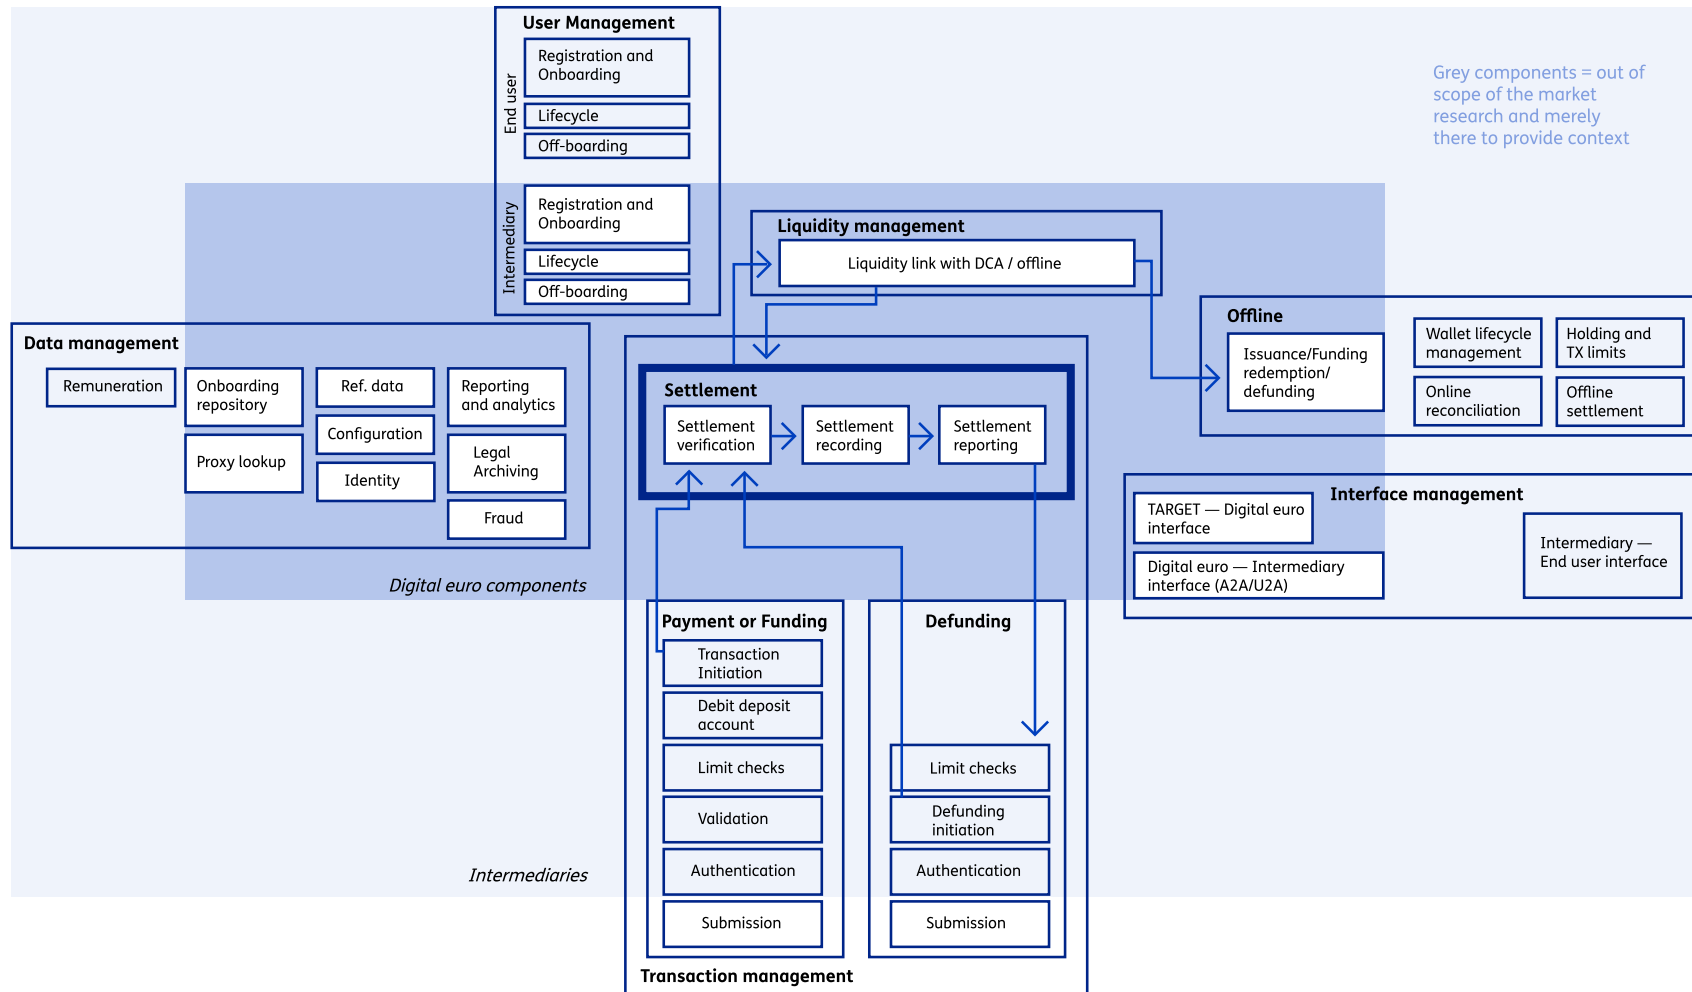 User Management
End user
Registration and
Onboarding
Lifecycle
Off-boarding
Intermediary
Registration and
Onboarding
Lifecycle
Off-boarding
Grey components = out of
scope of the market
research and merely
there to provide context
Liquidity management
Liquidity link with DCA / offline
Data management
Remuneration
Onboarding
repository
Proxy lookup
Ref. data
Configuration
Identity
Reporting
and analytics
Legal
Archiving
Fraud
Settlement
Settlement
verification
Settlement
recording
Settlement
reporting
Offline
Issuance/Funding
redemption/
defunding
Wallet lifecycle
management
Holding and
TX limits
Online
reconciliation
Offline
settlement
Interface management
TARGET — Digital euro
interface
Digital euro — Intermediary
interface (A2A/U2A)
Intermediary —
End user interface
Digital euro components
Payment or Funding
Transaction
Initiation
Debit deposit
account
Limit checks
Validation
Authentication
Submission
Defunding
Limit checks
Defunding
initiation
Authentication
Submission
Intermediaries
Transaction management